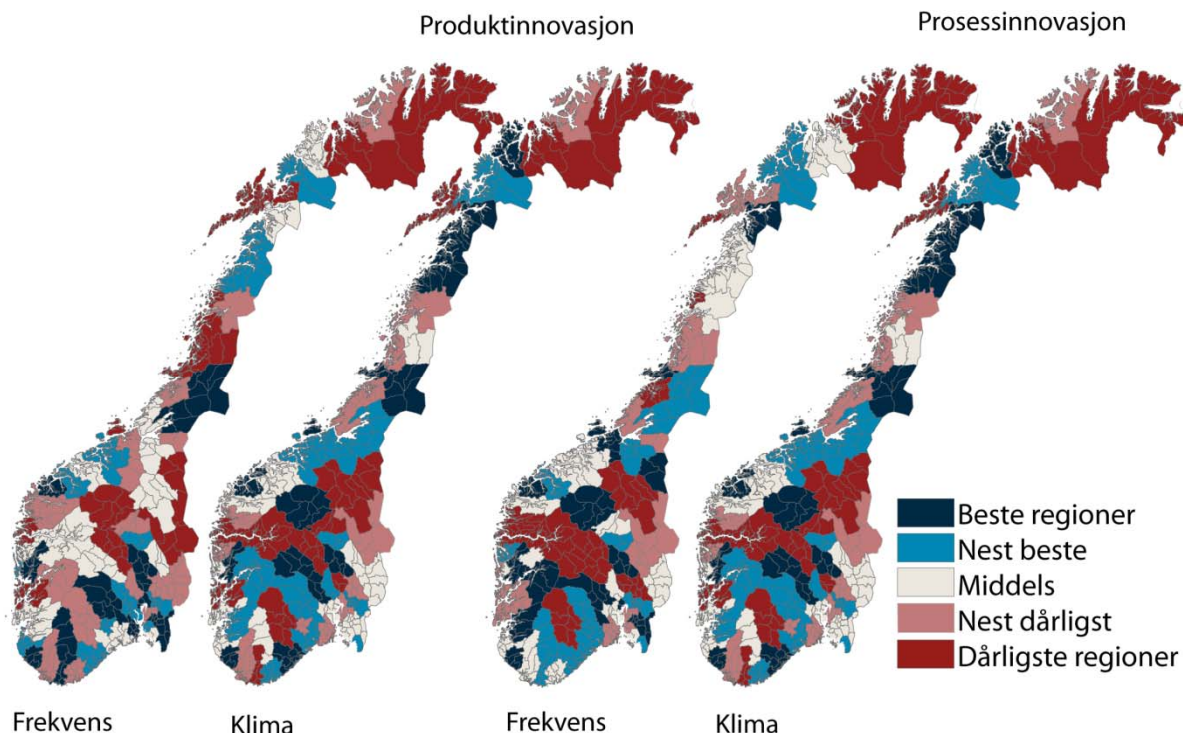 Produktinnovasjon
Prosessinnovasjon
Beste regioner
Nest beste
Middels
Nest dårligst
Dårligste regioner
Frekvens
Klima
Frekvens
Klima